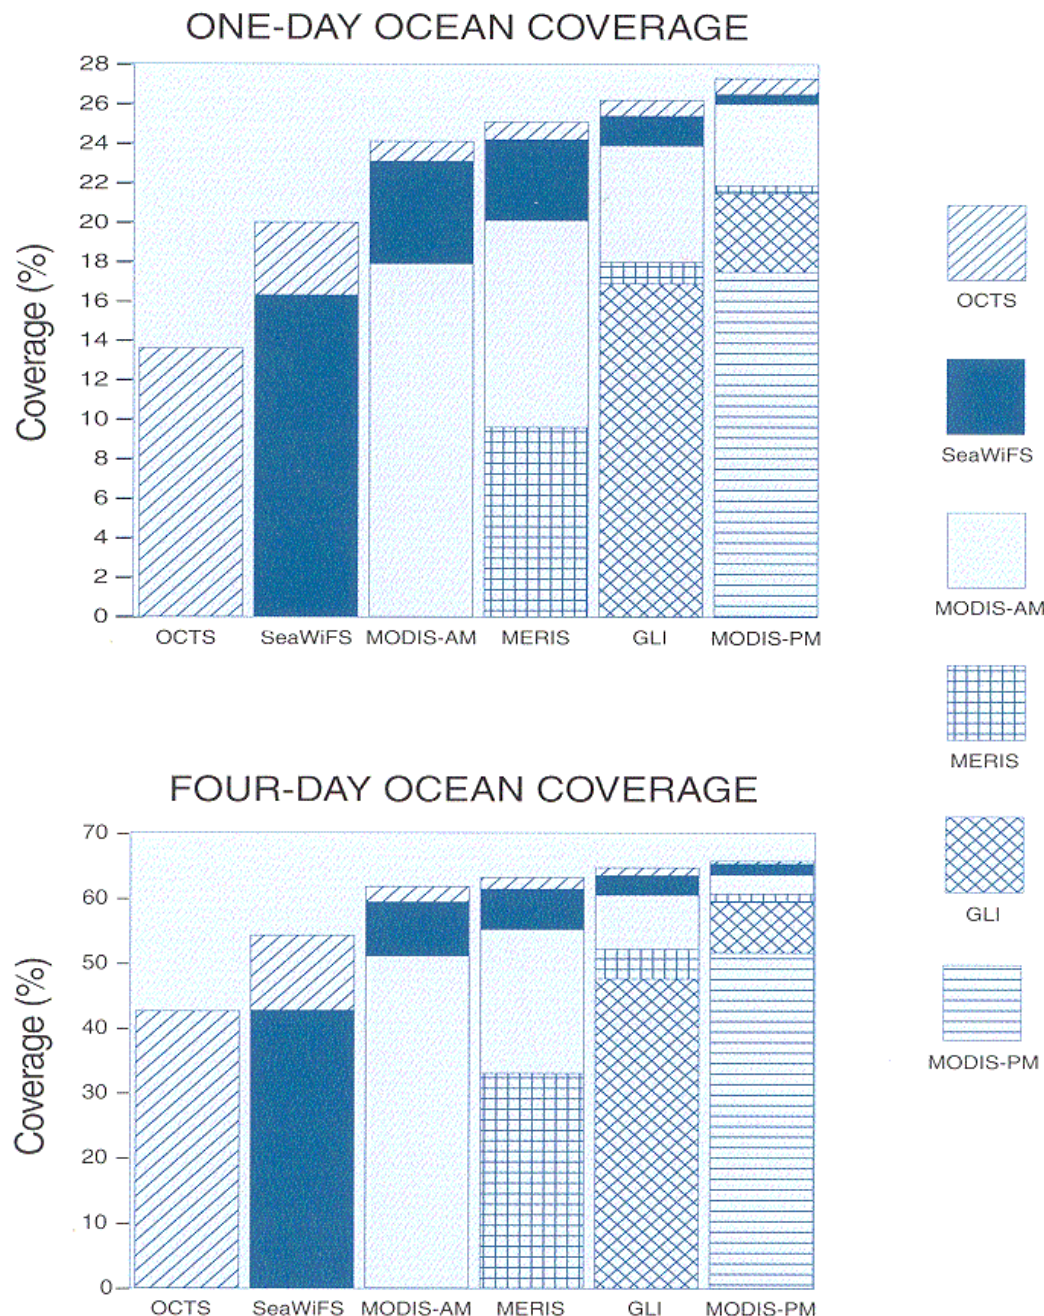 ONE-DAY OCEAN COVERAGE
28
26
24
22
20
18
16
14
12
10
8
6
4
2
0
Coverage (%)
OCTS SeaWiFS MODIS-AM MERIS GLI MODIS-PM
FOUR-DAY OCEAN COVERAGE
70
60
50
40
30
20
10
0
Coverage (%)
OCTS SeaWiFS MODIS-AM MERIS GLI MODIS-PM
OCTS
SeaWiFS
MODIS-AM
MERIS
GLI
MODIS-PM